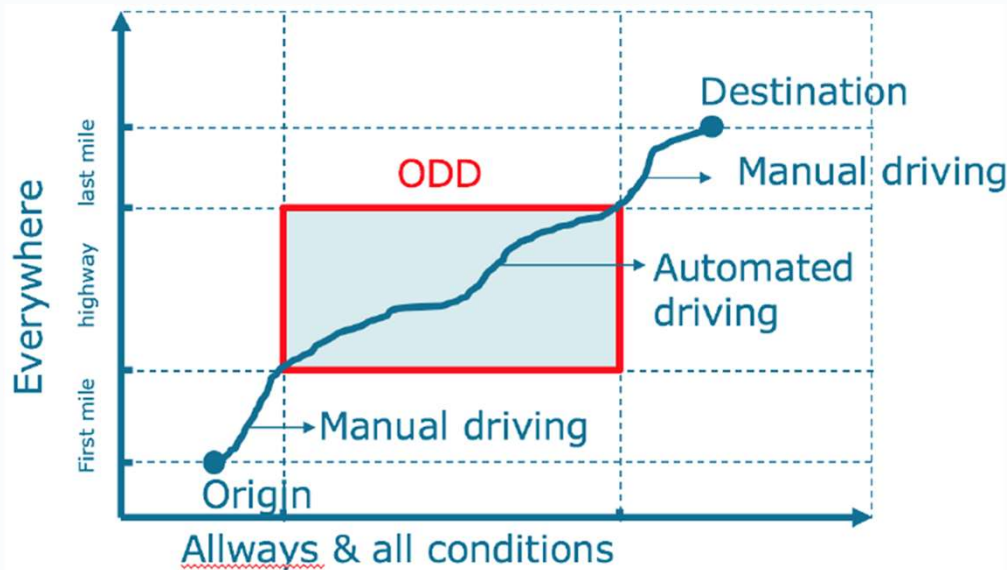 Destination
last mile
ODD
Manual driving
Everywhere
highway
Automated
driving
First mile
Manual driving
Origin
Allways & all conditions